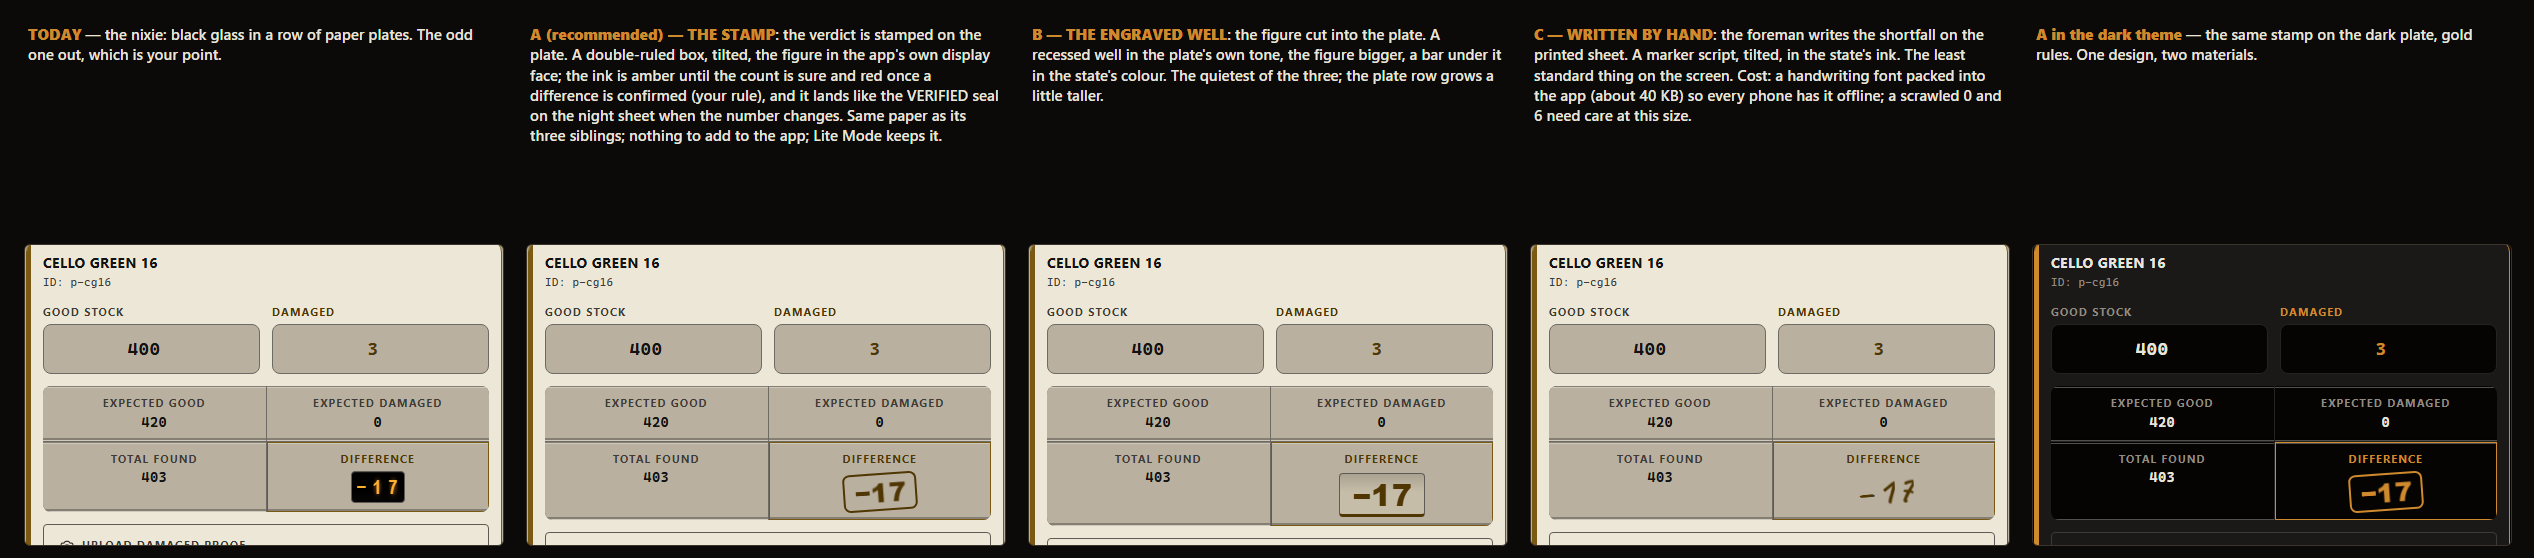 TODAY — the nixie: black glass in a row of paper plates. The odd
one out, which is your point.
A (recommended) — THE STAMP: the verdict is stamped on the
plate. A double-ruled box, tilted, the figure in the app's own display
face; the ink is amber until the count is sure and red once a
difference is confirmed (your rule), and it lands like the VERIFIED seal
on the night sheet when the number changes. Same paper as its
three siblings; nothing to add to the app; Lite Mode keeps it.
B — THE ENGRAVED WELL: the figure cut into the plate. A
recessed well in the plate's own tone, the figure bigger, a bar under it
in the state's colour. The quietest of the three; the plate row grows a
little taller.
C — WRITTEN BY HAND: the foreman writes the shortfall on the
printed sheet. A marker script, tilted, in the state's ink. The least
standard thing on the screen. Cost: a handwriting font packed into
the app (about 40 KB) so every phone has it offline; a scrawled 0 and
6 need care at this size.
A in the dark theme — the same stamp on the dark plate, gold
rules. One design, two materials.
CELLO GREEN 16
ID: p-cg16
GOOD STOCK DAMAGED
400 3
EXPECTED GOOD EXPECTED DAMAGED
420 0
TOTAL FOUND DIFFERENCE
403 -17
UPLOAD DAMAGED PROOF
CELLO GREEN 16
ID: p-cg16
GOOD STOCK DAMAGED
400 3
EXPECTED GOOD EXPECTED DAMAGED
420 0
TOTAL FOUND DIFFERENCE
403 −17
CELLO GREEN 16
ID: p-cg16
GOOD STOCK DAMAGED
400 3
EXPECTED GOOD EXPECTED DAMAGED
420 0
TOTAL FOUND DIFFERENCE
403 −17
CELLO GREEN 16
ID: p-cg16
GOOD STOCK DAMAGED
400 3
EXPECTED GOOD EXPECTED DAMAGED
420 0
TOTAL FOUND DIFFERENCE
403 −17
CELLO GREEN 16
ID: p-cg16
GOOD STOCK DAMAGED
400 3
EXPECTED GOOD EXPECTED DAMAGED
420 0
TOTAL FOUND DIFFERENCE
403 −17